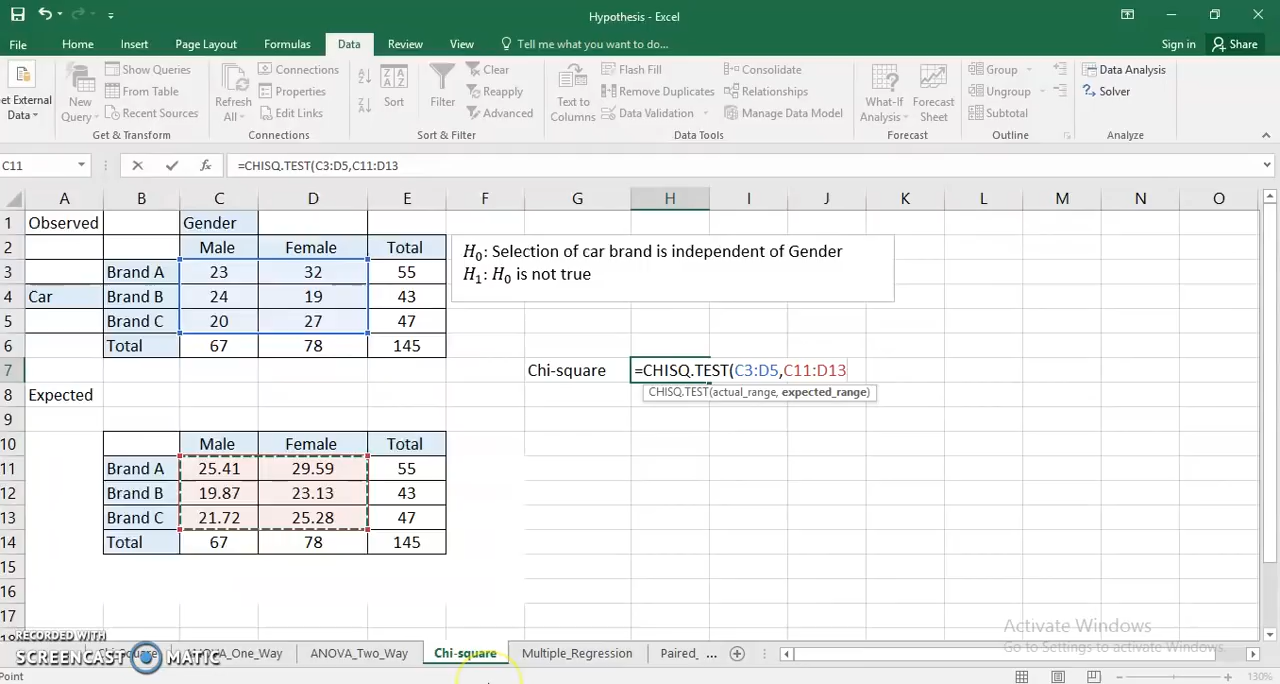 Hypothesis - Excel
File Home Insert Page Layout Formulas Data Review View Tell me what you want to do... Sign in Share
Show Queries Connections Clear Flash Fill Consolidate Group Data Analysis
From Table Properties Reapply Remove Duplicates Relationships Ungroup Solver
Recent Sources Edit Links Advanced Data Validation Manage Data Model Subtotal
et External Data New Query Refresh All Sort Filter Text to Columns What-If Analysis Forecast Sheet
Get & Transform Connections Sort & Filter Data Tools Forecast Outline Analyze
C11 fx =CHISQ.TEST(C3:D5,C11:D13
A B C D E F G H I J K L M N O
1 Observed Gender
2 Male Female Total H0: Selection of car brand is independent of Gender
3 Brand A 23 32 55 H1: H0 is not true
4 Car Brand B 24 19 43
5 Brand C 20 27 47
6 Total 67 78 145
7 Chi-square =CHISQ.TEST(C3:D5,C11:D13
8 Expected CHISQ.TEST(actual_range, expected_range)
9
10 Male Female Total
11 Brand A 25.41 29.59 55
12 Brand B 19.87 23.13 43
13 Brand C 21.72 25.28 47
14 Total 67 78 145
15
16
17
Activate Windows
Go to Settings to activate Windows.
RECORDED WITH
SCREENCAST MATIC
One_Way Two_Way Chi-square Multiple_Regression Paired_ ...
Point 130%